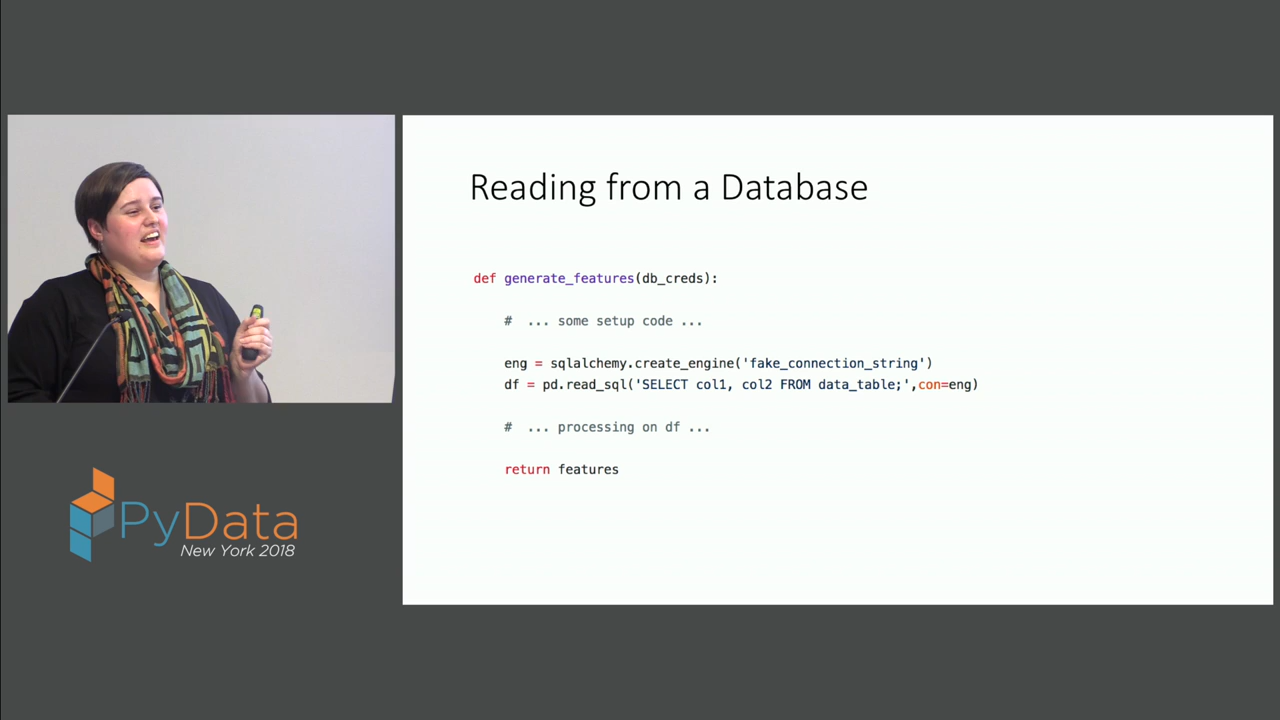 Reading from a Database
def generate_features(db_creds):
# ... some setup code ...
eng = sqlalchemy.create_engine('fake_connection_string')
df = pd.read_sql('SELECT col1, col2 FROM data_table;',con=eng)
# ... processing on df ...
return features
PyData
New York 2018